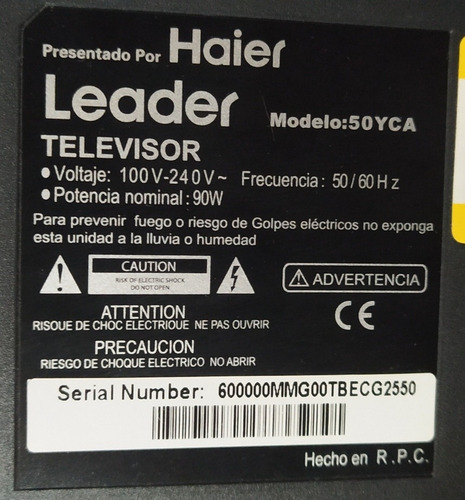 Presentado Por Haier
Leader Modelo:50YCA
TELEVISOR
• Voltaje: 100V-240V~ Frecuencia: 50/60Hz
• Potencia nominal:90W
Para prevenir fuego o riesgo de Golpes eléctricos no exponga
esta unidad a la lluvia o humedad
CAUTION
RISK OF ELECTRIC SHOCK
DO NOT OPEN
ADVERTENCIA
ATTENTION
RISOUE DE CHOC ELECTRIOUE NE PAS OUVRIR
CE
PRECAUCION
RIESGO DE CHOQUE ELECTRICO NO ABRIR
Serial Number: 600000MMG00TBECG2550
Hecho en R.P.C.